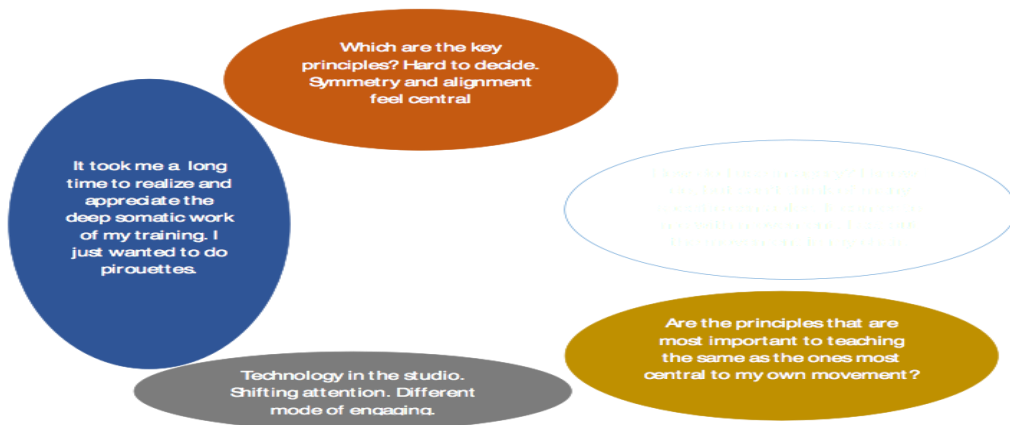 Which are the key
principles? Hard to decide.
Symmetry and alignment
feel central
It took me a long
time to realize and
appreciate the
deep somatic work
of my training. I
just wanted to do
pirouettes.
Are the principles that are
most important to teaching
the same as the ones most
central to my own movement?
Technology in the studio.
Shifting attention. Different
mode of engaging.